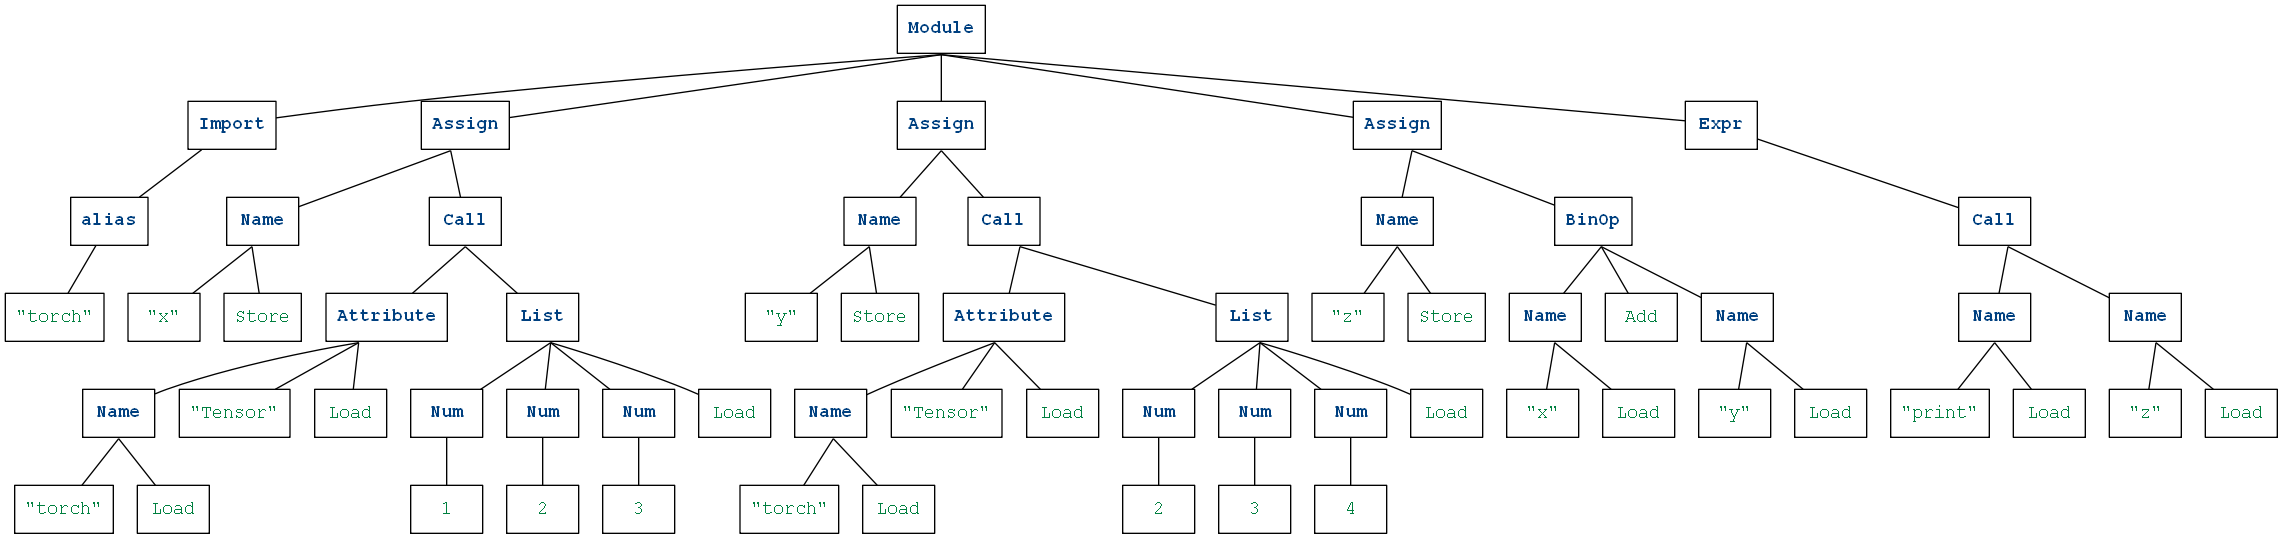 Module
Import Assign Assign Assign Expr
alias Name Call Name Call Name BinOp Call
"torch" "x" Store Attribute List "y" Store Attribute List "z" Store Name Add Name Name Name
Name "Tensor" Load Num Num Num Load Name "Tensor" Load Num Num Num Load "x" Load "y" Load "print" Load "z" Load
"torch" Load 1 2 3 "torch" Load 2 3 4